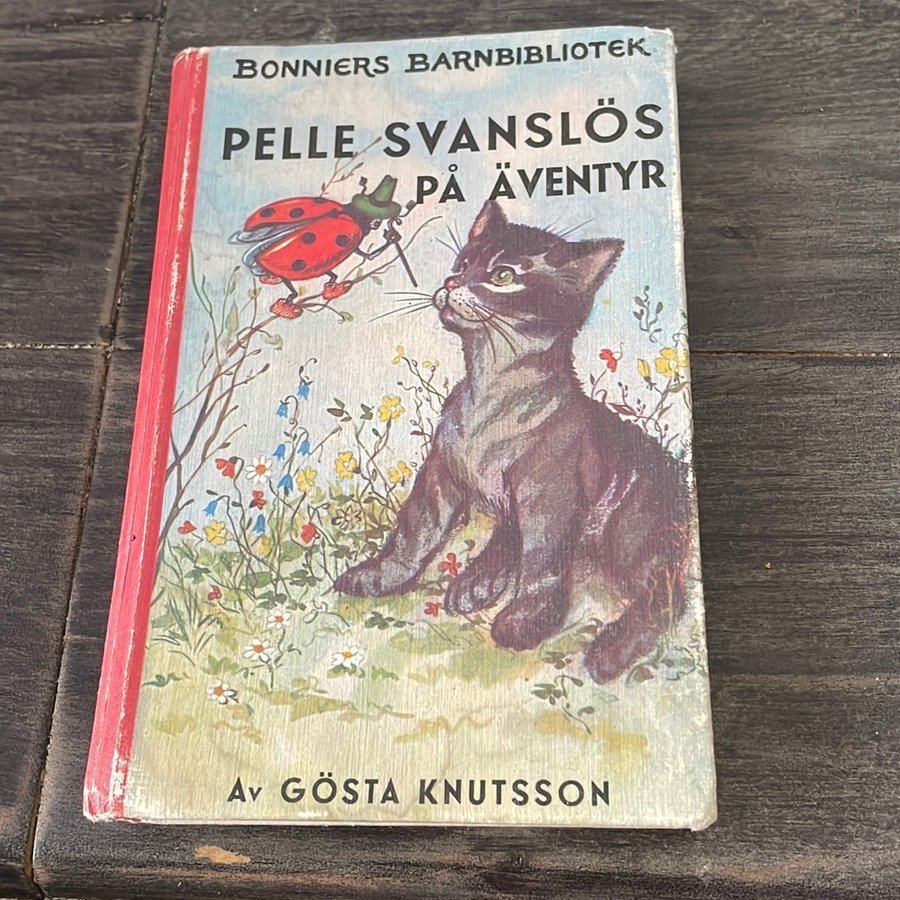 BONNIERS BARNBIBLIOTEK
PELLE SVANSLÖS
PÅ ÄVENTYR
AV GÖSTA KNUTSSON